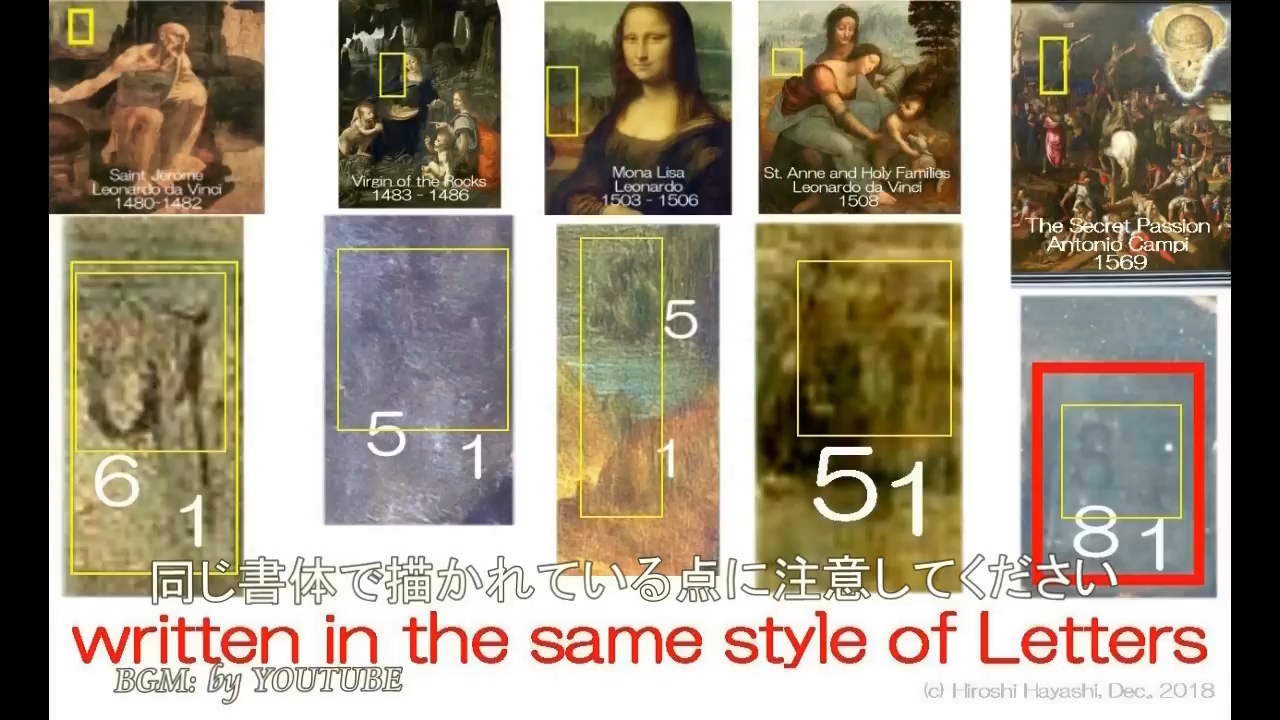 Saint Jerome
Leonardo da Vinci
1480-1482
Virgin of the Rocks
1483 - 1486
Mona Lisa
Leonardo
1503 - 1506
St. Anne and Holy Families
Leonardo da Vinci
1508
The Secret Passion
Antonio Campi
1569
6 1
5 1
5
1
51
8 1
同じ書体で描かれている点に注意してください
written in the same style of Letters
BGM: by YOUTUBE
(c) Hiroshi Hayashi, Dec., 2018